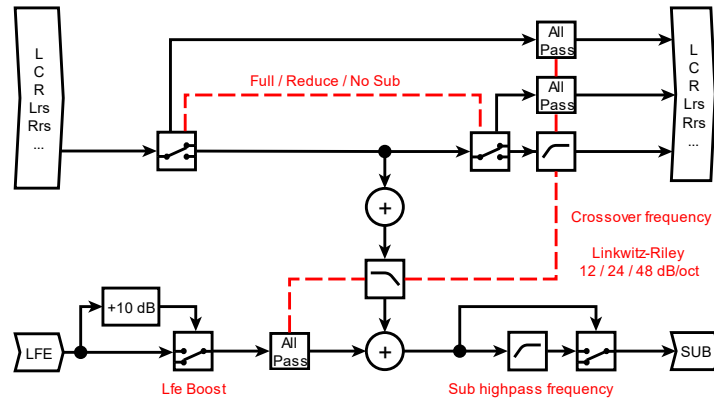 L
C
R
Lrs
Rrs
...
All
Pass
L
C
R
Lrs
Rrs
...
Full / Reduce / No Sub
All
Pass
+
Crossover frequency
Linkwitz-Riley
12 / 24 / 48 dB/oct
+10 dB
LFE
All
Pass
+
SUB
Lfe Boost
Sub highpass frequency